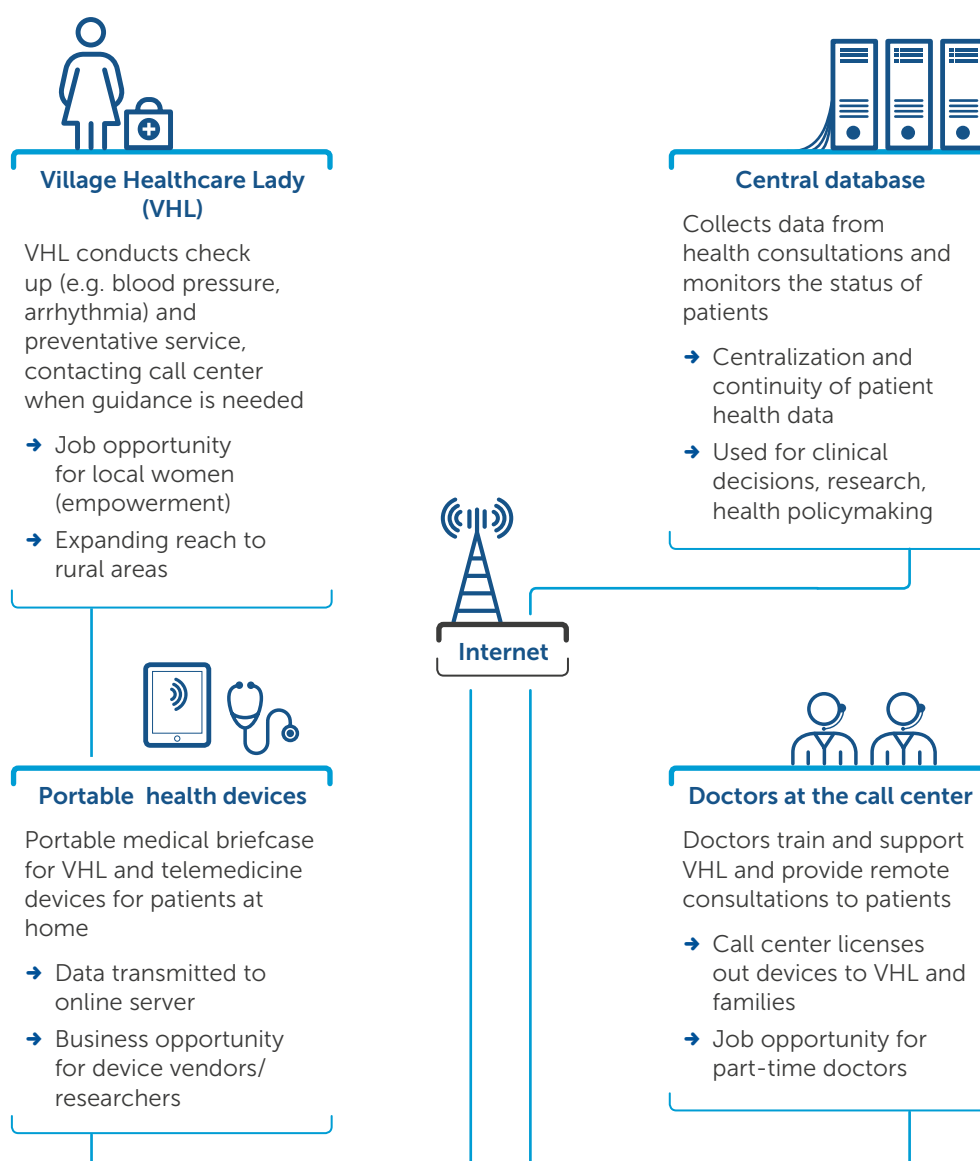 Village Healthcare Lady
(VHL)
VHL conducts check
up (e.g. blood pressure,
arrhythmia) and
preventative service,
contacting call center
when guidance is needed
➔ Job opportunity
for local women
(empowerment)
➔ Expanding reach to
rural areas
Portable health devices
Portable medical briefcase
for VHL and telemedicine
devices for patients at
home
➔ Data transmitted to
online server
➔ Business opportunity
for device vendors/
researchers
Internet
Central database
Collects data from
health consultations and
monitors the status of
patients
➔ Centralization and
continuity of patient
health data
➔ Used for clinical
decisions, research,
health policymaking
Doctors at the call center
Doctors train and support
VHL and provide remote
consultations to patients
➔ Call center licenses
out devices to VHL and
families
➔ Job opportunity for
part-time doctors